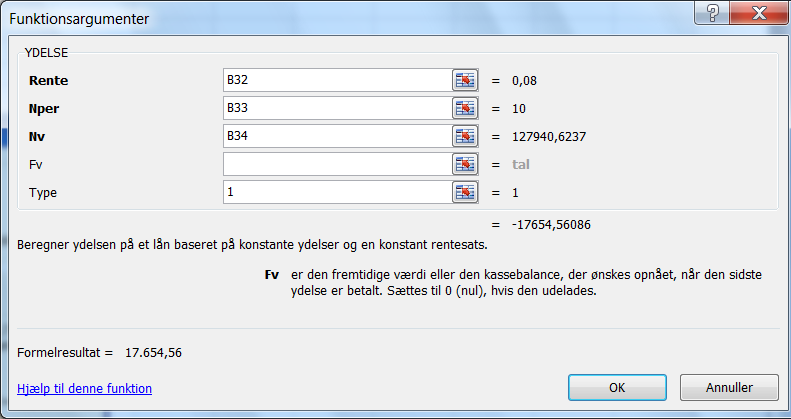 Funktionsargumenter
YDELSE
Rente B32 = 0,08
Nper B33 = 10
Nv B34 = 127940,6237
Fv = tal
Type 1 = 1
= -17654,56086
Beregner ydelsen på et lån baseret på konstante ydelser og en konstant rentesats.
Fv er den fremtidige værdi eller den kassebalance, der ønskes opnået, når den sidste
ydelse er betalt. Sættes til 0 (nul), hvis den udelades.
Formelresultat = 17.654,56
Hjælp til denne funktion OK Annuller